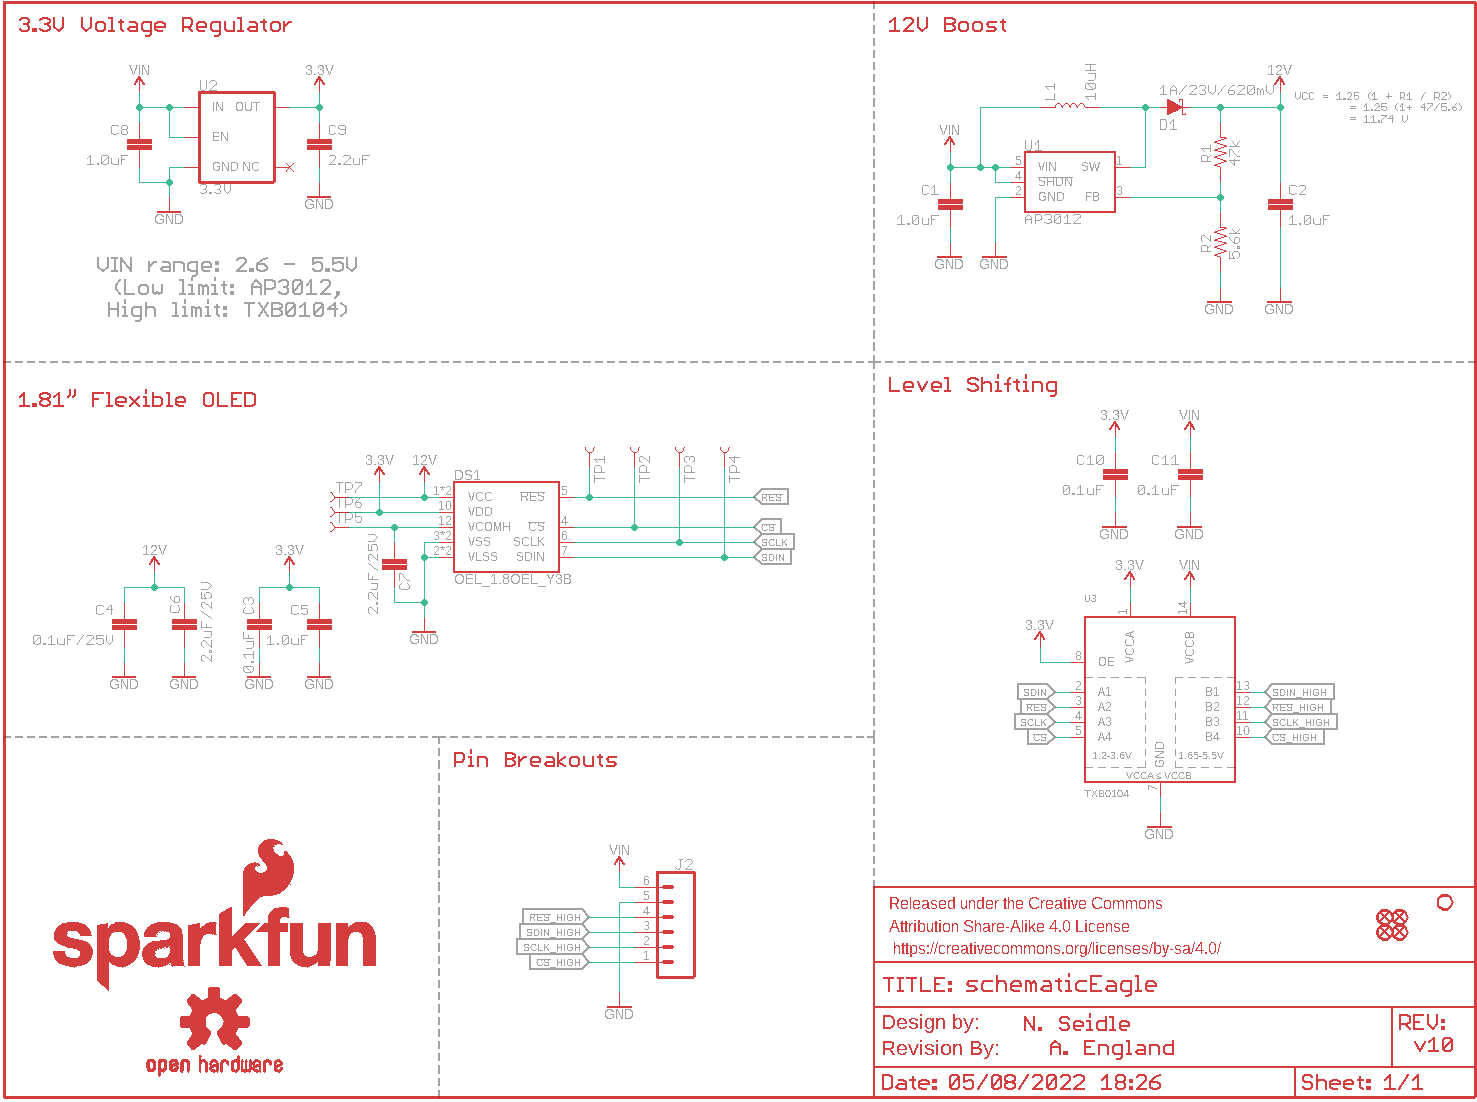 3.3V Voltage Regulator
VIN
3.3V
U2
IN OUT
EN
GND NC
3.3V
C8
1.0uF
C9
2.2uF
GND
GND
VIN range: 2.6 - 5.5V
(Low limit: AP3012,
High limit: TXB0104)
12V Boost
L1
10uH
1A/23V/620mV
D1
12V
VCC = 1.25 (1 + R1 / R2)
= 1.25 (1+ 47/5.6)
= 11.74 V
VIN
U1
5 VIN SW 1
4 SHDN
2 GND FB 3
AP3012
C1
1.0uF
R1
47k
R2
5.6k
C2
1.0uF
GND
GND
GND
GND
1.81" Flexible OLED
3.3V
12V
DS1
TP7
TP6
TP5
1*2 VCC RES 5
10 VDD
12 VCOMH CS 4
3*2 VSS SCLK 6
2*2 VLSS SDIN 7
OEL_1.8OEL_Y3B
TP1
TP2
TP3
TP4
RES
CS
SCLK
SDIN
2.2uF/25V
C7
GND
12V
C4
0.1uF/25V
C6
2.2uF/25V
GND
GND
3.3V
C3
0.1uF
C5
1.0uF
GND
GND
Level Shifting
3.3V
VIN
C10
0.1uF
C11
0.1uF
GND
GND
3.3V
VIN
U3
1
14
VCCA
VCCB
3.3V
8 OE
SDIN 2 A1 B1 13 SDIN_HIGH
RES 3 A2 B2 12 RES_HIGH
SCLK 4 A3 B3 11 SCLK_HIGH
CS 5 A4 B4 10 CS_HIGH
1.2-3.6V
GND
1.65-5.5V
VCCA ≤ VCCB
TXB0104
7
GND
Pin Breakouts
VIN
J2
6
5
RES_HIGH 4
SDIN_HIGH 3
SCLK_HIGH 2
CS_HIGH 1
GND
sparkfun
open hardware
Released under the Creative Commons
Attribution Share-Alike 4.0 License
https://creativecommons.org/licenses/by-sa/4.0/
TITLE: schematicEagle
Design by: N. Seidle
Revision By: A. England
REV:
v10
Date: 05/08/2022 18:26
Sheet: 1/1